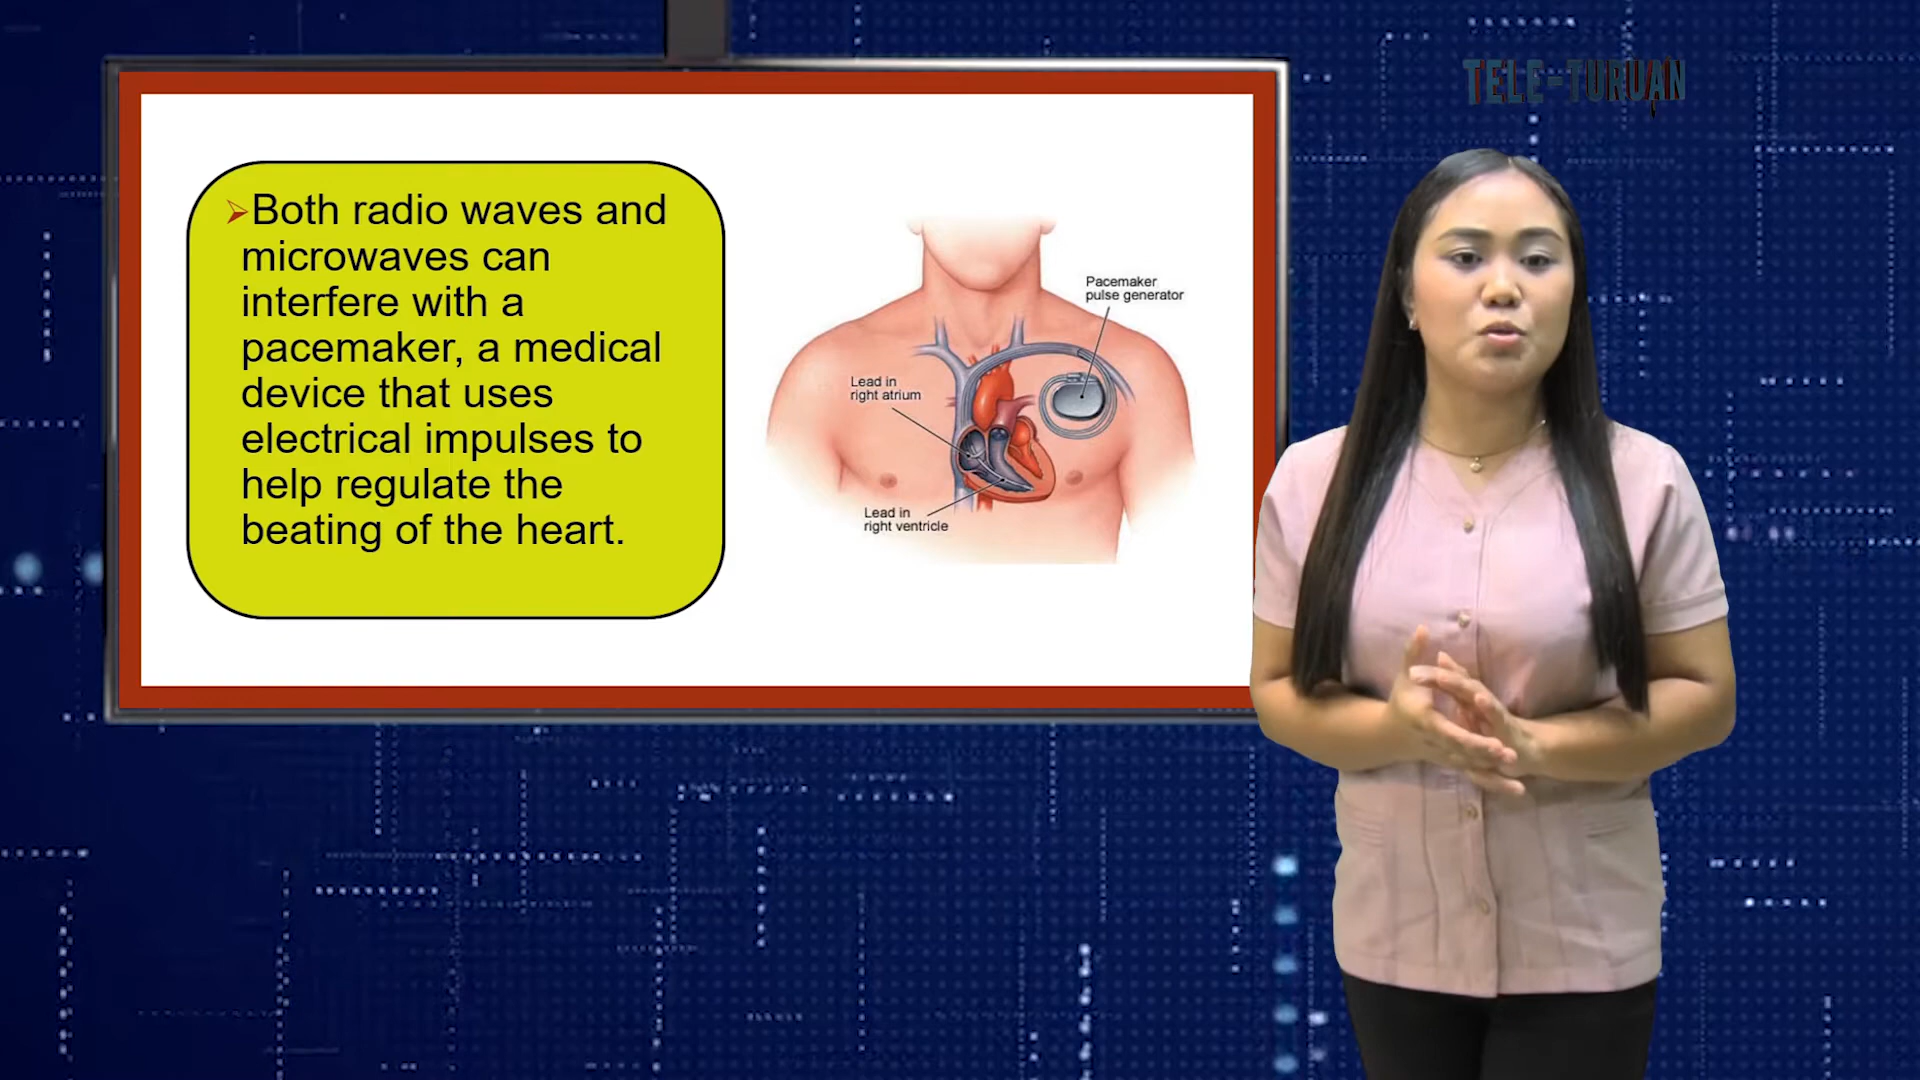 TELE-TURUAN
➢Both radio waves and
microwaves can
interfere with a
pacemaker, a medical
device that uses
electrical impulses to
help regulate the
beating of the heart.
Pacemaker
pulse generator
Lead in
right atrium
Lead in
right ventricle